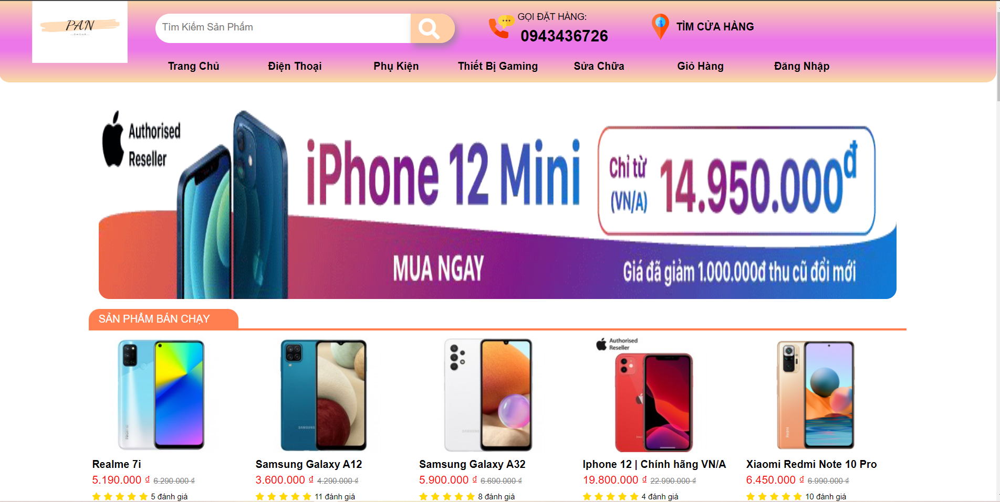 PAN
..PHONE..
Tìm Kiếm Sản Phẩm
GỌI ĐẶT HÀNG:
0943436726
TÌM CỬA HÀNG
Trang Chủ Điện Thoại Phụ Kiện Thiết Bị Gaming Sửa Chữa Giỏ Hàng Đăng Nhập
Authorised
Reseller
iPhone 12 Mini
Chỉ từ
(VN/A)
14.950.000đ
MUA NGAY
Giá đã giảm 1.000.000đ thu cũ đổi mới
SẢN PHẨM BÁN CHẠY
realme
SAMSUNG
SAMSUNG
Authorised
Reseller
Redmi
Realme 7i
5.190.000 ₫ 6.290.000 ₫
5 đánh giá
Samsung Galaxy A12
3.600.000 ₫ 4.290.000 ₫
11 đánh giá
Samsung Galaxy A32
5.900.000 ₫ 6.690.000 ₫
8 đánh giá
Iphone 12 | Chính hãng VN/A
19.800.000 ₫ 22.990.000 ₫
4 đánh giá
Xiaomi Redmi Note 10 Pro
6.450.000 ₫ 6.990.000 ₫
10 đánh giá